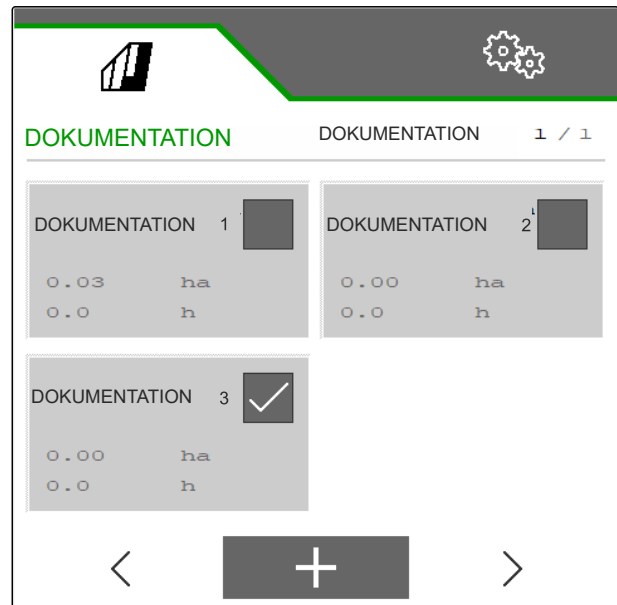 DOKUMENTATION DOKUMENTATION 1 / 1
DOKUMENTATION 1
0.03 ha
0.0 h
DOKUMENTATION 2
0.00 ha
0.0 h
DOKUMENTATION 3
0.00 ha
0.0 h